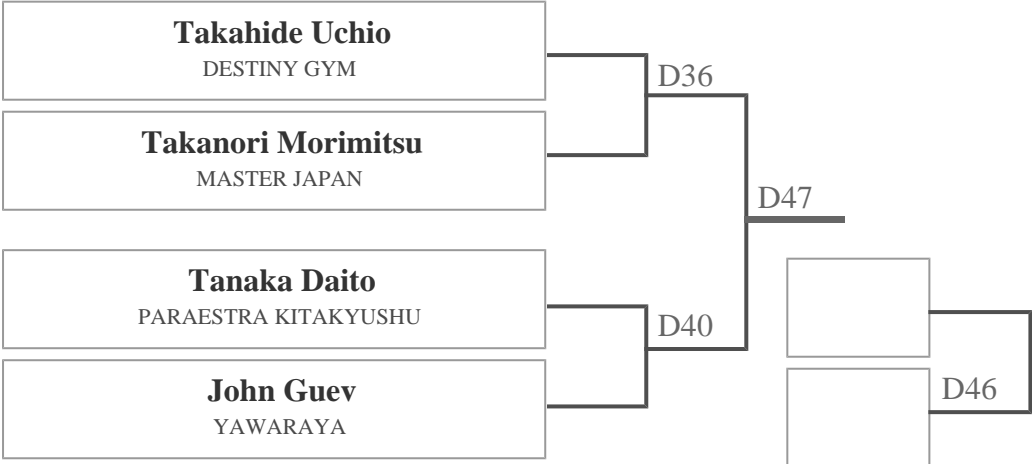 Takahide Uchio
DESTINY GYM
D36
Takanori Morimitsu
MASTER JAPAN
D47
Tanaka Daito
PARAESTRA KITAKYUSHU
D40
John Guev
YAWARAYA
D46